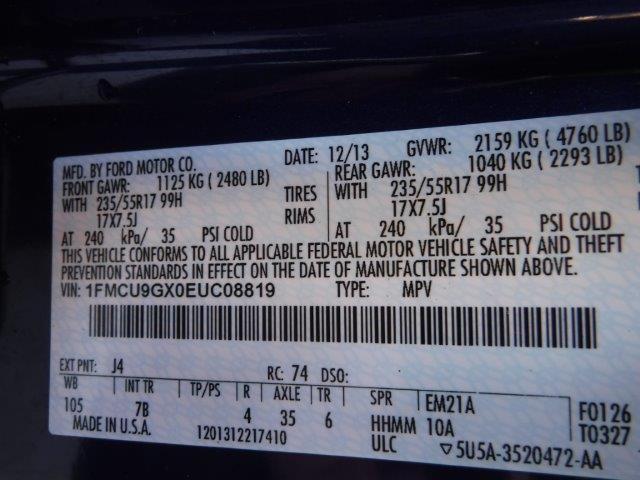 MFD. BY FORD MOTOR CO. DATE: 12/13 GVWR: 2159 KG ( 4760 LB)
FRONT GAWR: 1125 KG ( 2480 LB) REAR GAWR: 1040 KG ( 2293 LB)
WITH 235/55R17 99H TIRES WITH 235/55R17 99H
17X7.5J RIMS 17X7.5J
AT 240 kPa/ 35 PSI COLD AT 240 kPa/ 35 PSI COLD
THIS VEHICLE CONFORMS TO ALL APPLICABLE FEDERAL MOTOR VEHICLE SAFETY AND THEFT
PREVENTION STANDARDS IN EFFECT ON THE DATE OF MANUFACTURE SHOWN ABOVE.
VIN: 1FMCU9GX0EUC08819 TYPE: MPV
EXT PNT: J4 RC: 74 DSO:
WB INT TR TP/PS R AXLE TR SPR EM21A F0126
105 7B 4 35 6 HHMM 10A T0327
MADE IN U.S.A. 1201312217410 ULC ▽5U5A-3520472-AA